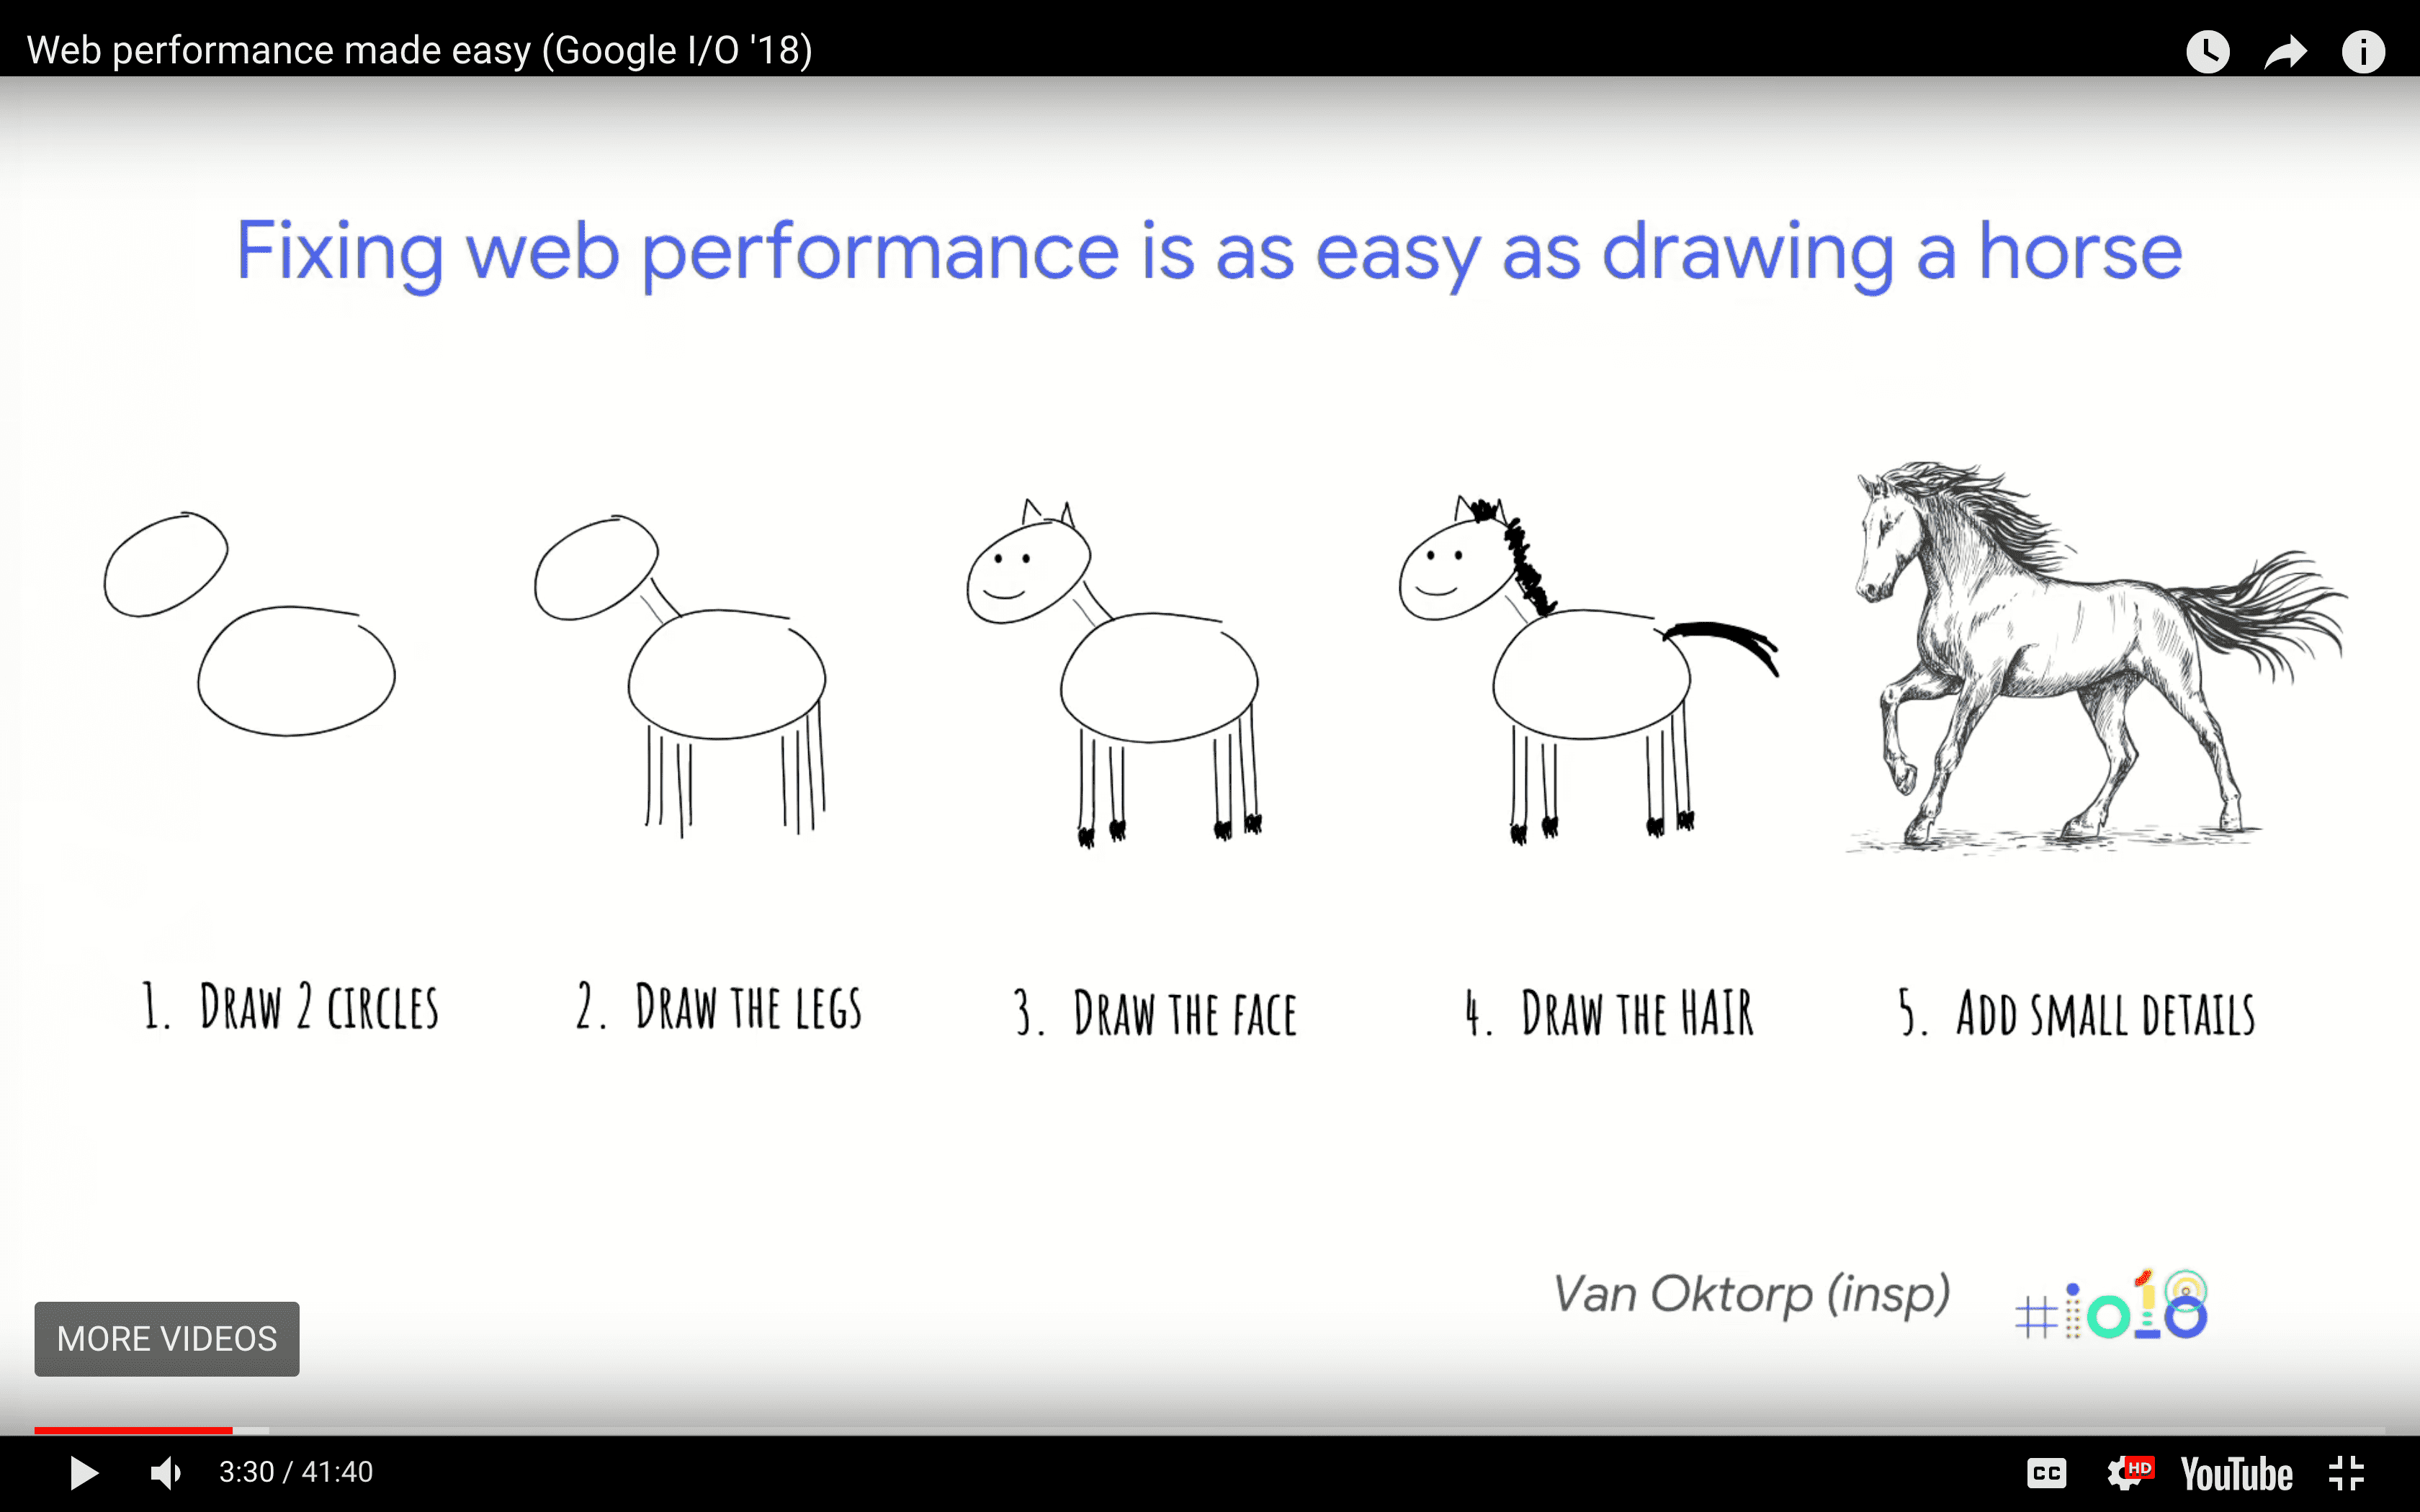 Web performance made easy (Google I/O '18)
Fixing web performance is as easy as drawing a horse
1. DRAW 2 CIRCLES
2. DRAW THE LEGS
3. DRAW THE FACE
4. DRAW THE HAIR
5. ADD SMALL DETAILS
Van Oktorp (insp)
#io18
MORE VIDEOS
3:30 / 41:40
CC
HD
YouTube